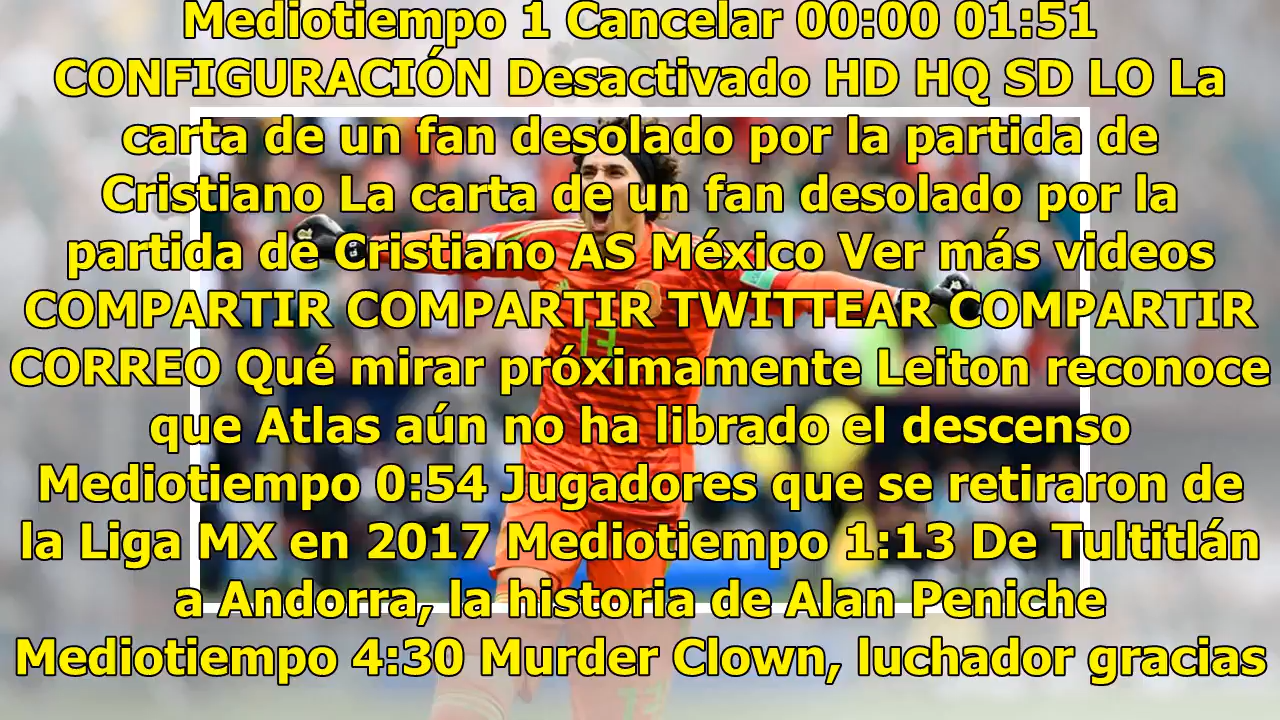 Mediotiempo 1 Cancelar 00:00 01:51
CONFIGURACIÓN Desactivado HD HQ SD LO La
carta de un fan desolado por la partida de
Cristiano La carta de un fan desolado por la
partida de Cristiano AS México Ver más videos
COMPARTIR COMPARTIR TWITTEAR COMPARTIR
CORREO Qué mirar próximamente Leiton reconoce
que Atlas aún no ha librado el descenso
Mediotiempo 0:54 Jugadores que se retiraron de
la Liga MX en 2017 Mediotiempo 1:13 De Tultitlán
a Andorra, la historia de Alan Peniche
Mediotiempo 4:30 Murder Clown, luchador gracias
13